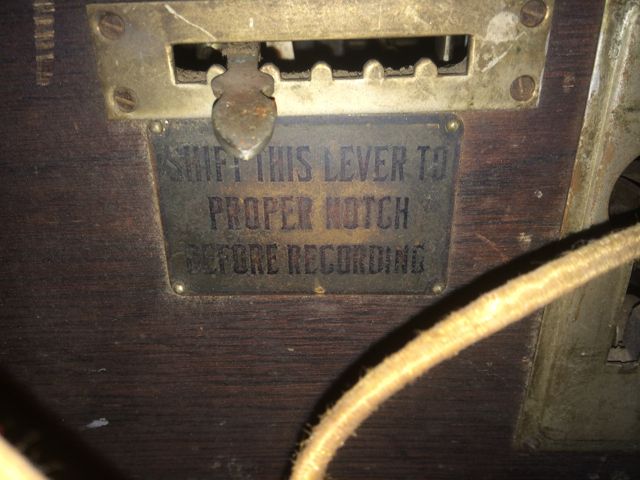 SHIFT THIS LEVER TO
PROPER NOTCH
BEFORE RECORDING